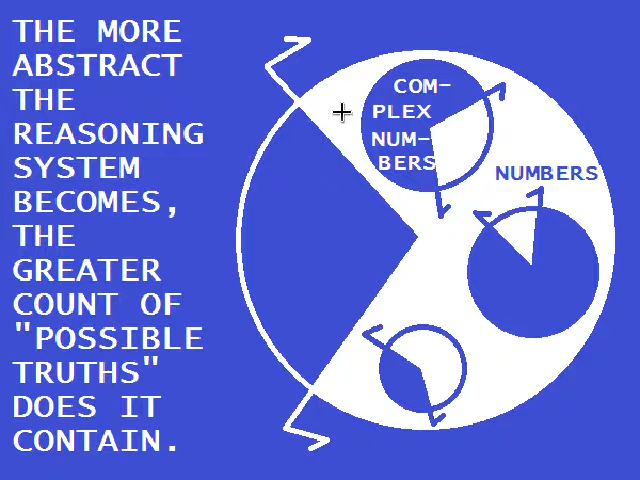 THE MORE
ABSTRACT
THE
REASONING
SYSTEM
BECOMES,
THE
GREATER
COUNT OF
"POSSIBLE
TRUTHS"
DOES IT
CONTAIN.
COM-
PLEX
NUM-
BERS
NUMBERS